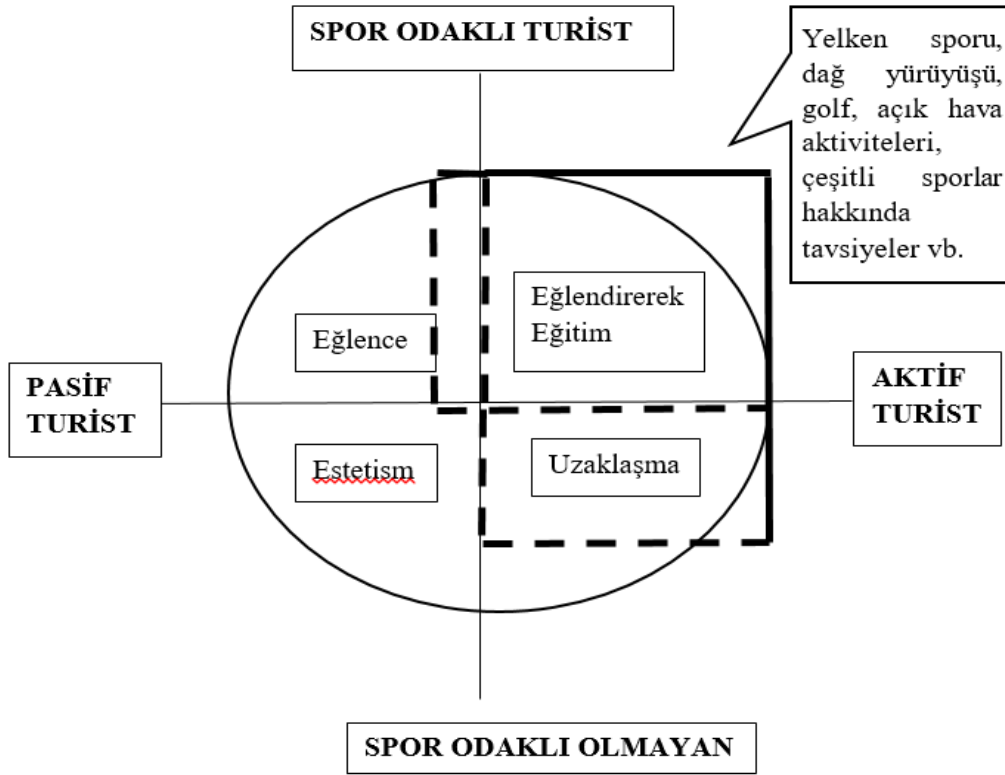 SPOR ODAKLI TURİST
Yelken sporu,
dağ yürüyüşü,
golf, açık hava
aktiviteleri,
çeşitli sporlar
hakkında
tavsiyeler vb.
Eğlendirerek
Eğitim
Eğlence
PASİF
TURİST
AKTİF
TURİST
Estetism
Uzaklaşma
SPOR ODAKLI OLMAYAN